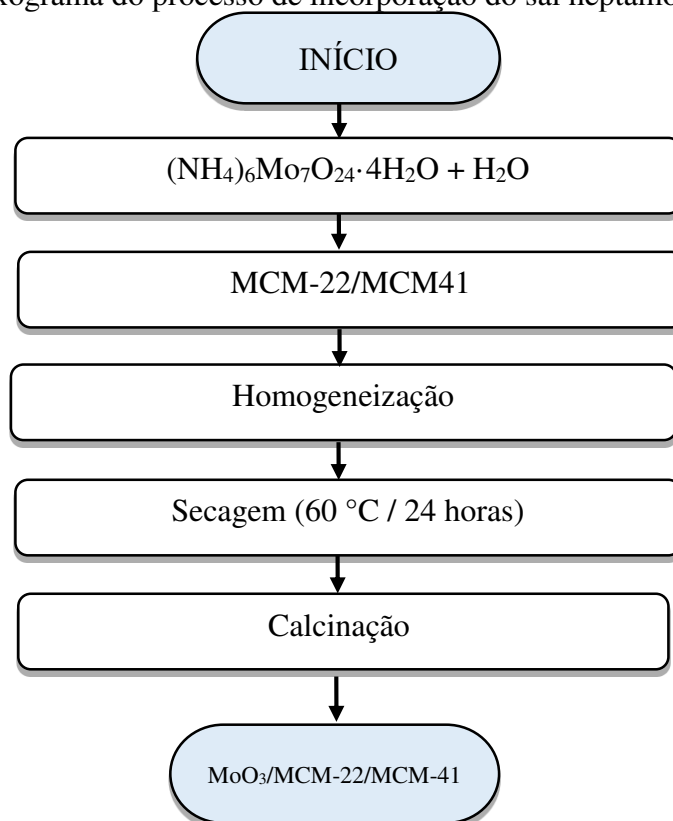 do processo de incorporação do sal
INÍCIO
(NH₄)₆Mo₇O₂₄·4H₂O + H₂O
MCM-22/MCM41
Homogeneização
Secagem (60 °C / 24 horas)
Calcinação
MoO₃/MCM-22/MCM-41